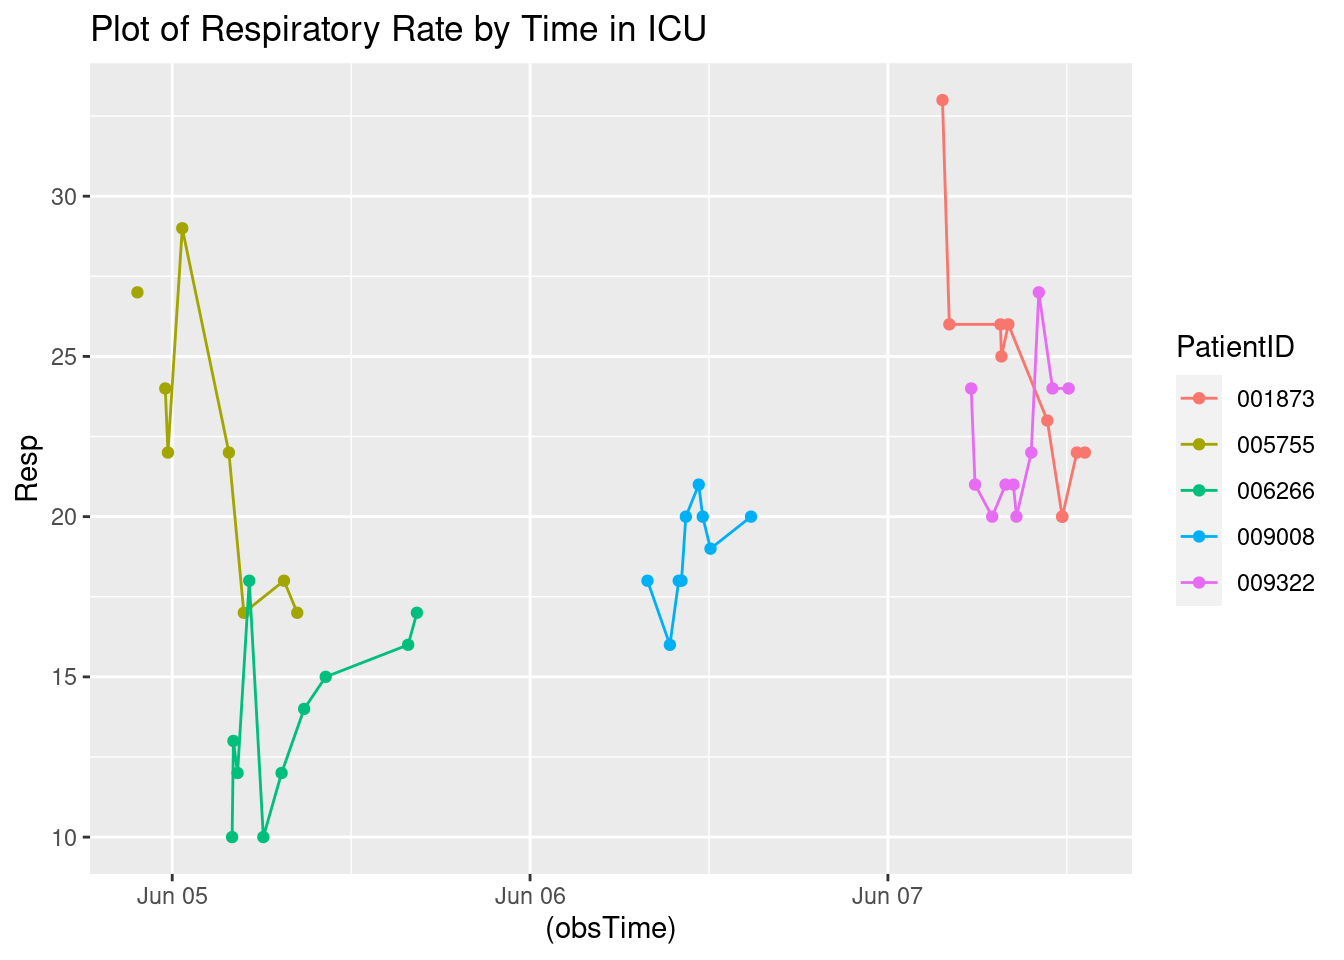 Plot of Respiratory Rate by Time in ICU
Resp
30
25
20
15
10
Jun 05 Jun 06 Jun 07
(obsTime)
PatientID
001873
005755
006266
009008
009322